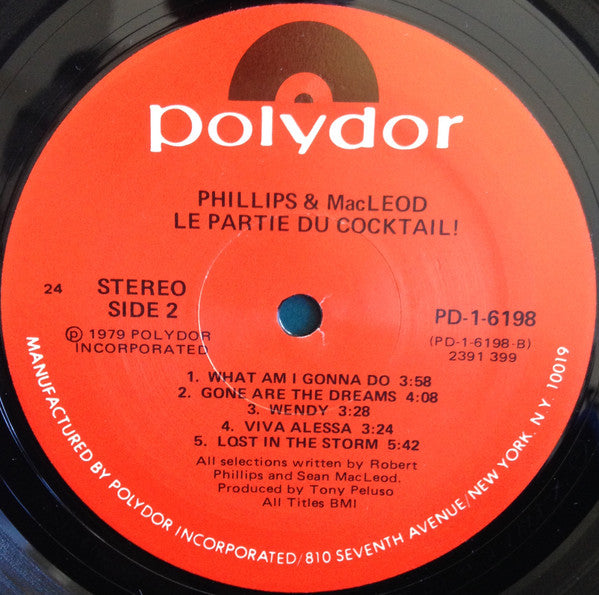 polydor
PHILLIPS & MacLEOD
LE PARTIE DU COCKTAIL!
24 STEREO
SIDE 2
PD-1-6198
(PD-1-6198-B)
2391 399
℗ 1979 POLYDOR
INCORPORATED
1. WHAT AM I GONNA DO 3:58
2. GONE ARE THE DREAMS 4:08
3. WENDY 3:28
4. VIVA ALESSA 3:24
5. LOST IN THE STORM 5:42
All selections written by Robert
Phillips and Sean MacLeod.
Produced by Tony Peluso
All Titles BMI
MANUFACTURED BY POLYDOR INCORPORATED/810 SEVENTH AVENUE/NEW YORK, N.Y. 10019